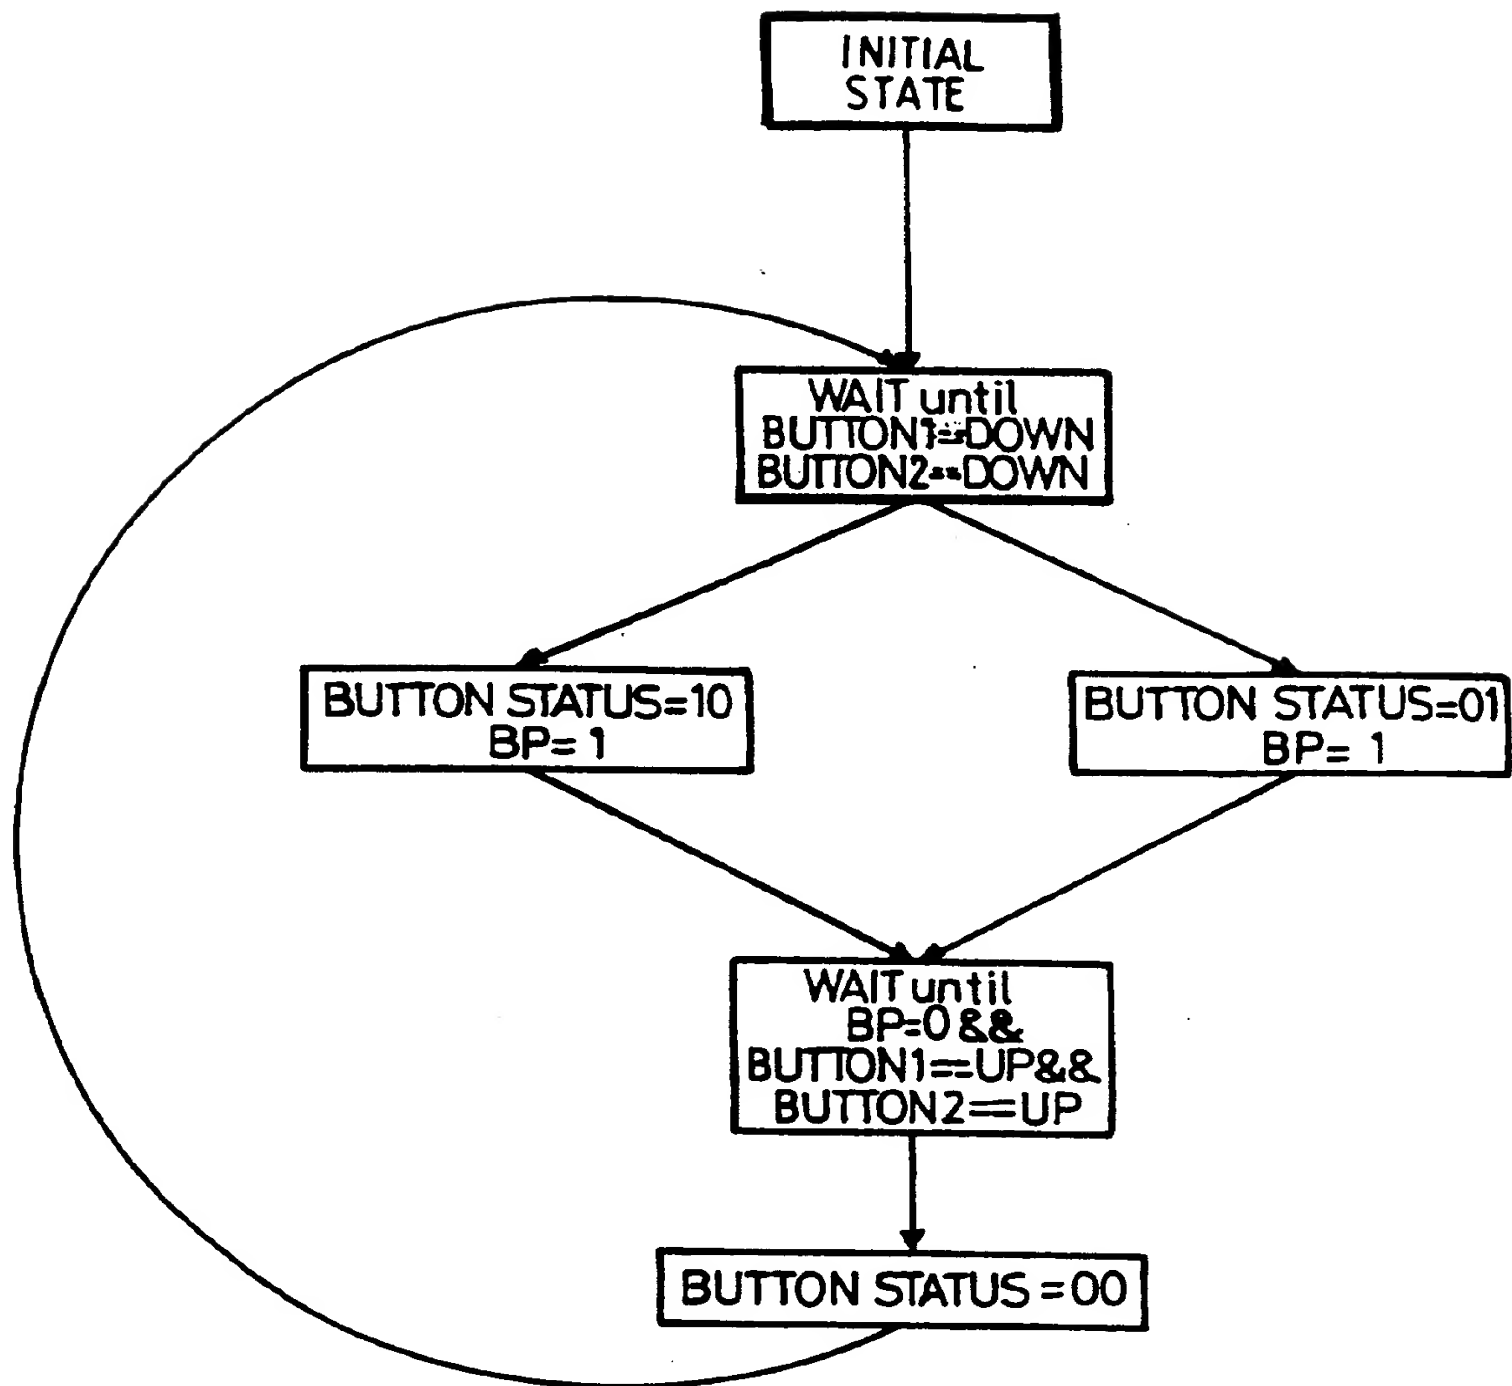 INITIAL
STATE
WAIT until
BUTTON1==DOWN
BUTTON2==DOWN
BUTTON STATUS=10
BP= 1
BUTTON STATUS=01
BP= 1
WAIT until
BP=0 &&
BUTTON1==UP&&
BUTTON2==UP
BUTTON STATUS =00